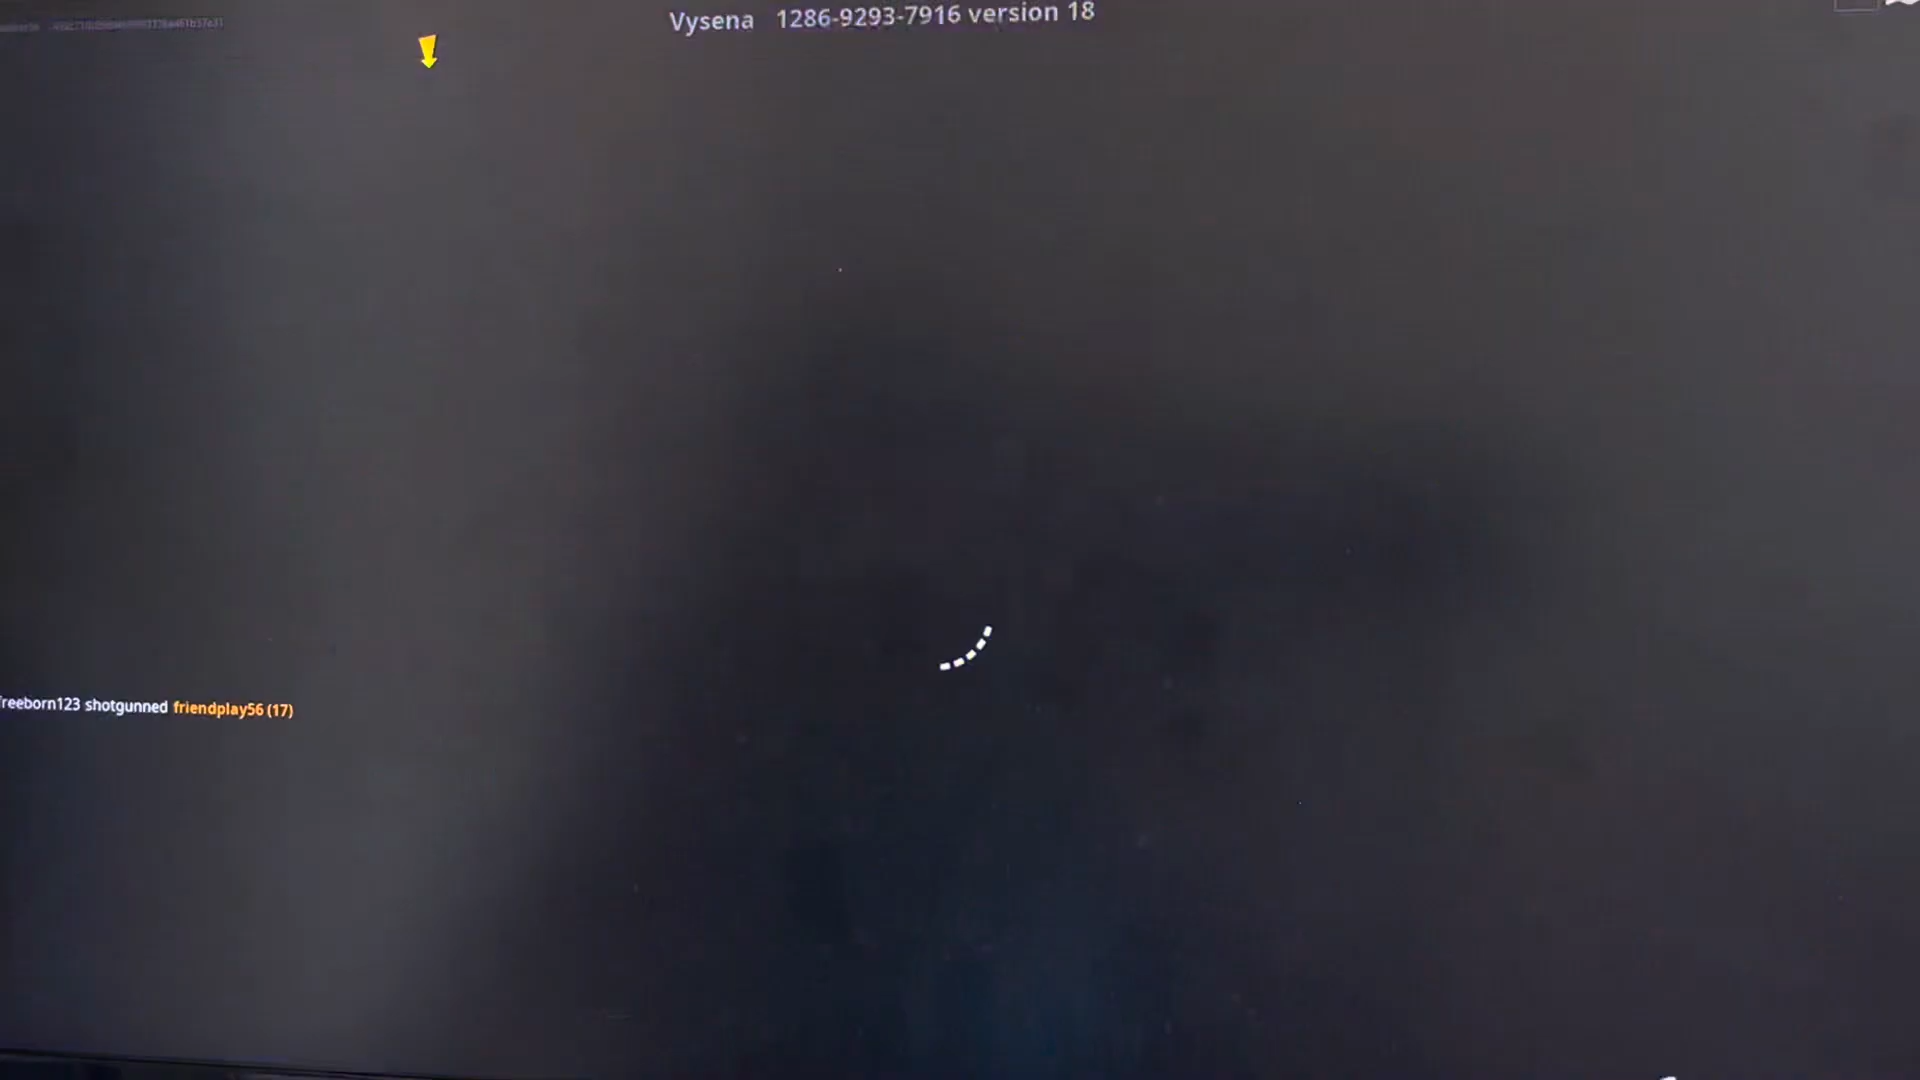 Vysena 1286-9293-7916 version 18
reeborn123 shotgunned friendplay56 (17)